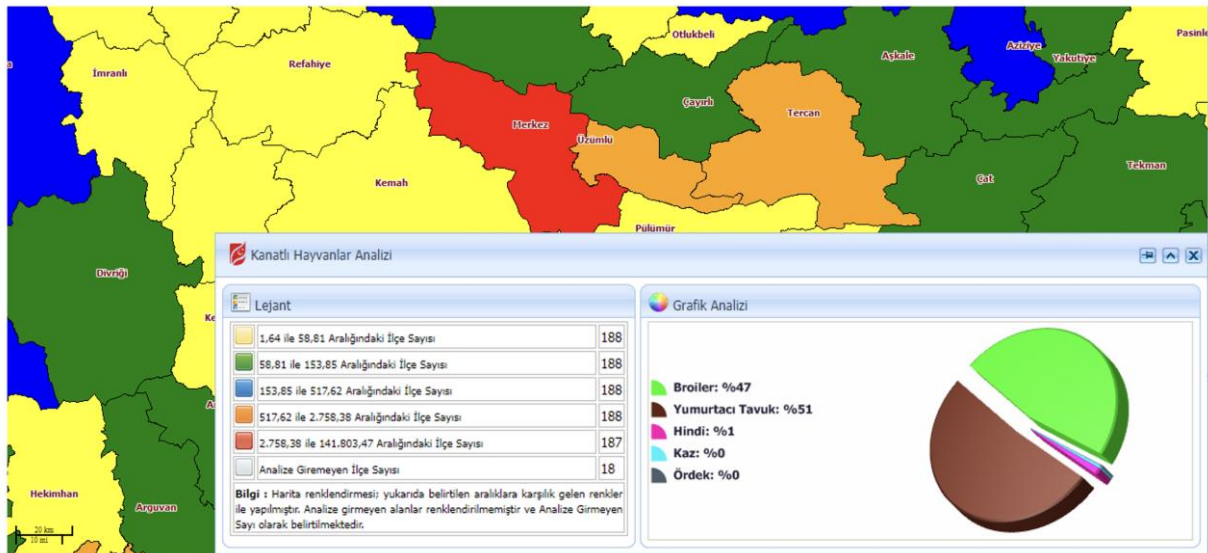 Otlukbeli
Pasinle
Aziziye
Yakutiye
Aşkale
İmranlı
Refahiye
Çayırlı
Tercan
Merkez
Üzümlü
Tekman
Çat
Kemah
Pülümür
Divriği
Ke
Hekimhan
Arguvan
20 km
10 mi
Kanatlı Hayvanlar Analizi
Lejant
1,64 ile 58,81 Aralığındaki İlçe Sayısı 188
58,81 ile 153,85 Aralığındaki İlçe Sayısı 188
153,85 ile 517,62 Aralığındaki İlçe Sayısı 188
517,62 ile 2.758,38 Aralığındaki İlçe Sayısı 188
2.758,38 ile 141.803,47 Aralığındaki İlçe Sayısı 187
Analize Giremeyen İlçe Sayısı 18
Bilgi : Harita renklendirmesi; yukarıda belirtilen aralıklara karşılık gelen renkler
ile yapılmıştır. Analize girmeyen alanlar renklendirilmemiştir ve Analize Girmeyen
Sayı olarak belirtilmektedir.
Grafik Analizi
Broiler: %47
Yumurtacı Tavuk: %51
Hindi: %1
Kaz: %0
Ördek: %0